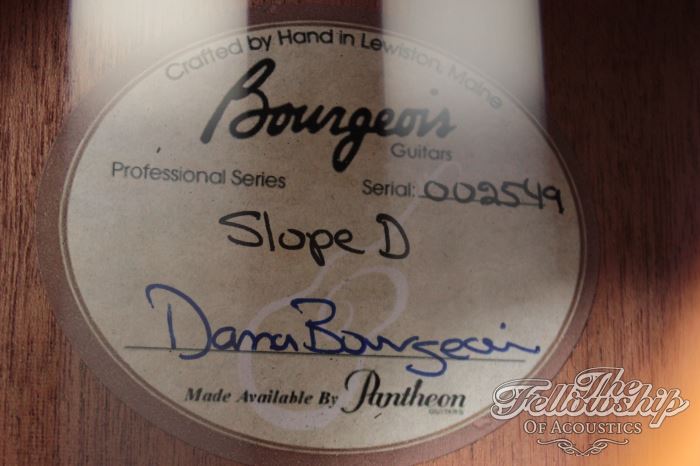 Crafted by Hand in Lewiston, Maine
Bourgeois
Guitars
Professional Series
Serial: 002549
Slope D
Dana Bourgeois
Made Available By Pantheon
GUITARS
The
Fellowship
OF ACOUSTICS